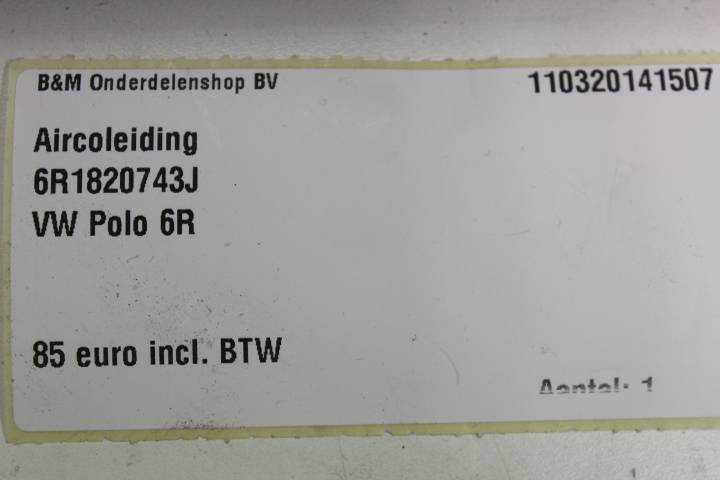 B&M Onderdelenshop BV 110320141507
Aircoleiding
6R1820743J
VW Polo 6R
85 euro incl. BTW
Aantal: 1